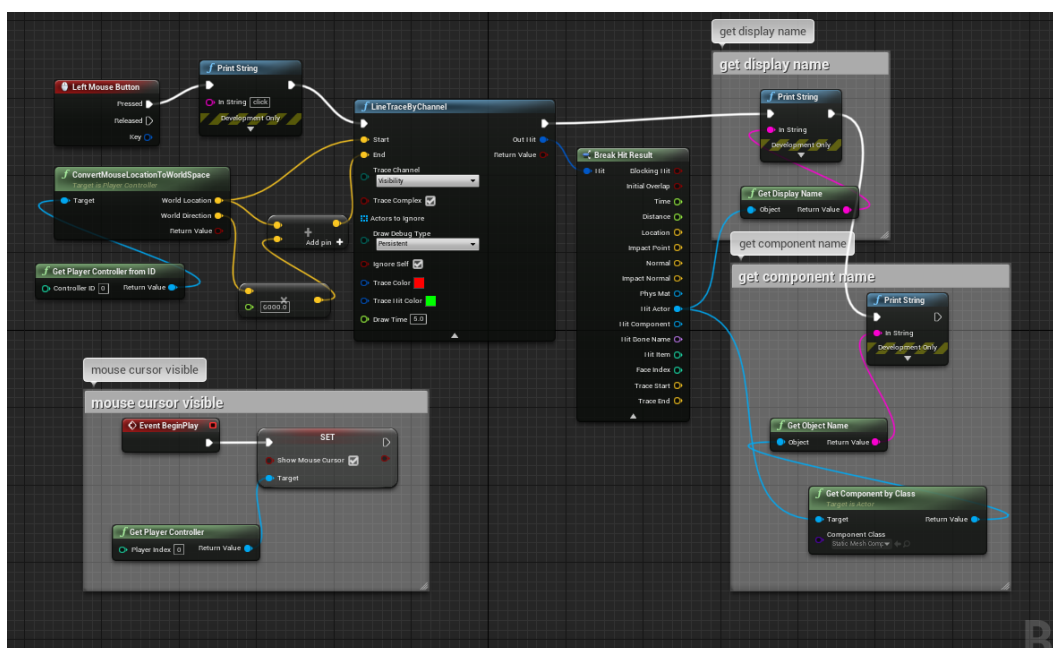 get display name
get display name
Print String
In String
Development Only
Get Display Name
Object Return Value
Left Mouse Button
Pressed
Released
Key
Print String
In String click
Development Only
LineTraceByChannel
Start Out Hit
End Return Value
Trace Channel
Visibility
Trace Complex
Actors to Ignore
Draw Debug Type
Persistent
Ignore Self
Trace Color
Trace Hit Color
Draw Time 5.0
ConvertMouseLocationToWorldSpace
Target is Player Controller
Target World Location
World Direction
Return Value
+
Add pin +
Get Player Controller from ID
Controller ID 0 Return Value
6000.0
Break Hit Result
Hit Blocking Hit
Initial Overlap
Time
Distance
Location
Impact Point
Normal
Impact Normal
Phys Mat
Hit Actor
Hit Component
Hit Bone Name
Hit Item
Face Index
Trace Start
Trace End
get component name
get component name
Print String
In String
Development Only
Get Object Name
Object Return Value
Get Component by Class
Target is Actor
Target Return Value
Component Class
Static Mesh Comp
mouse cursor visible
mouse cursor visible
Event BeginPlay
SET
Show Mouse Cursor
Target
Get Player Controller
Player Index 0 Return Value
B